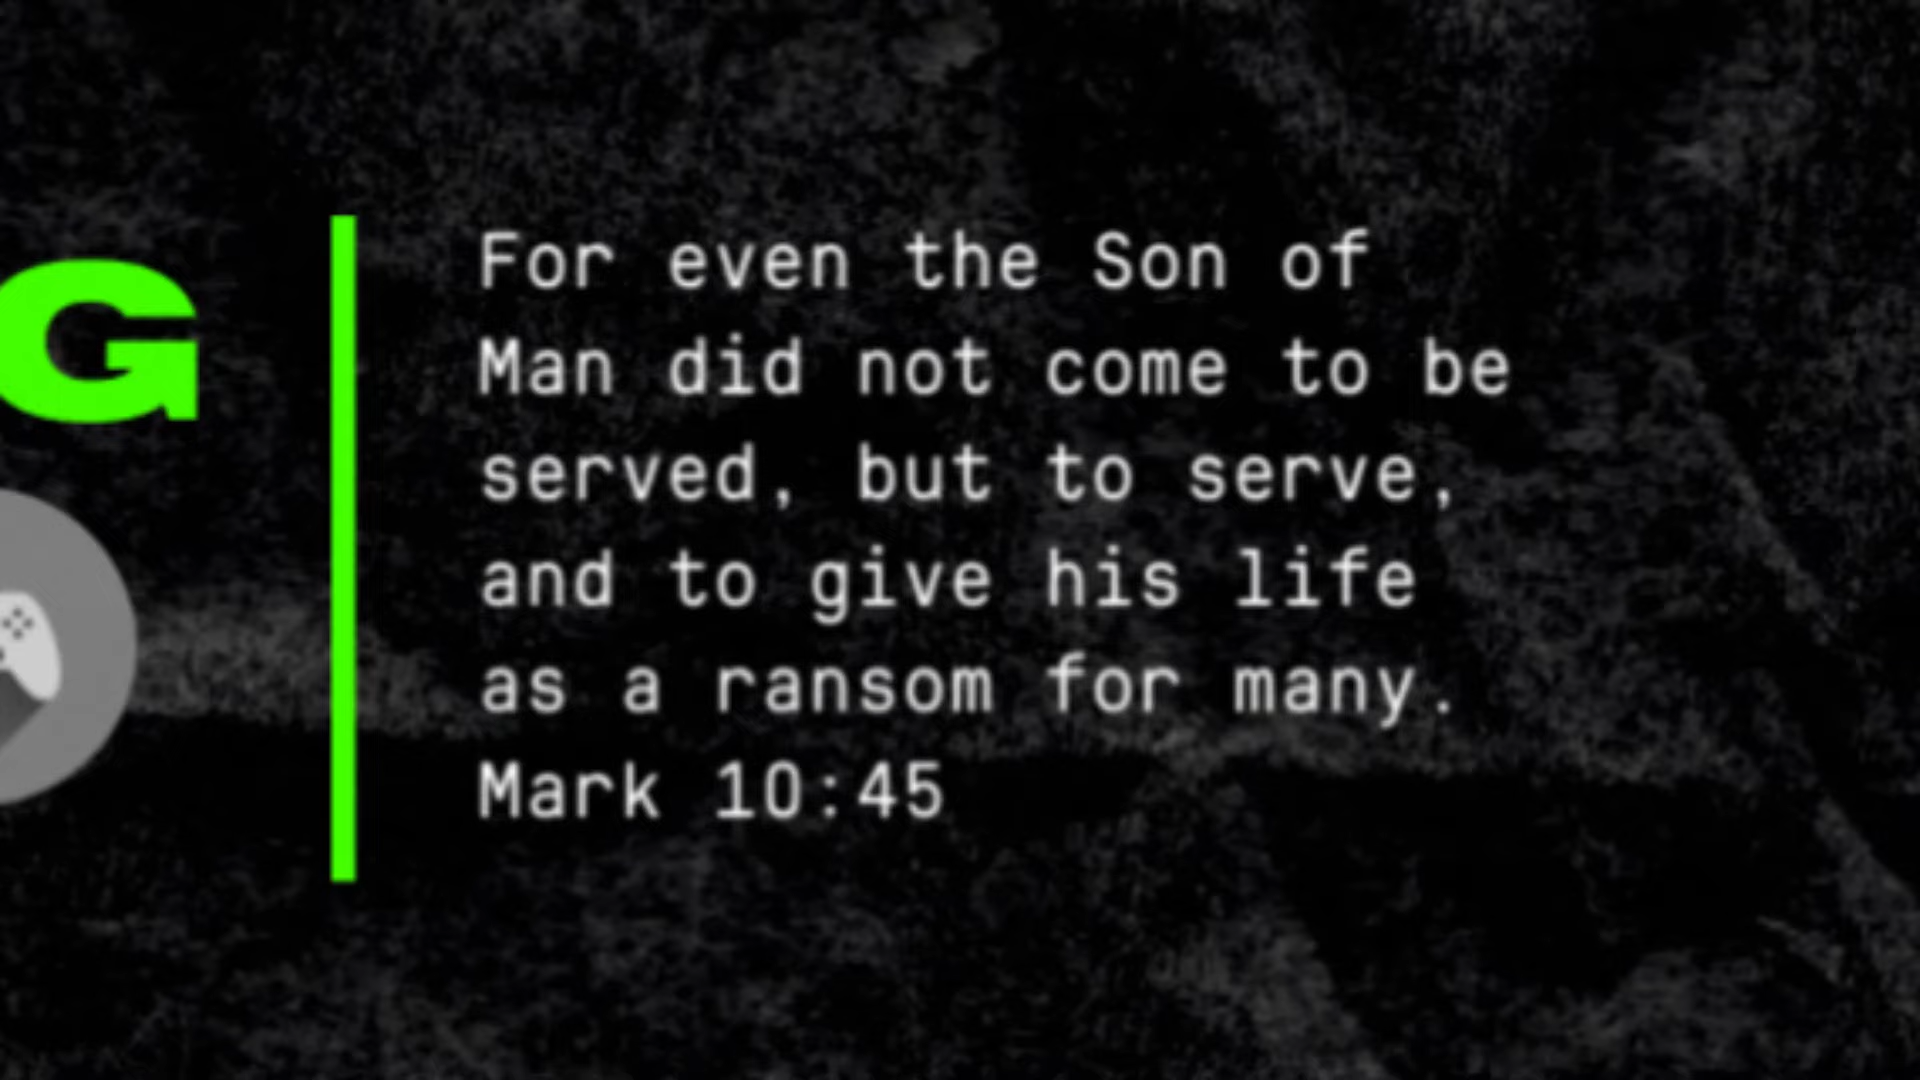 G
For even the Son of
Man did not come to be
served, but to serve,
and to give his life
as a ransom for many.
Mark 10:45